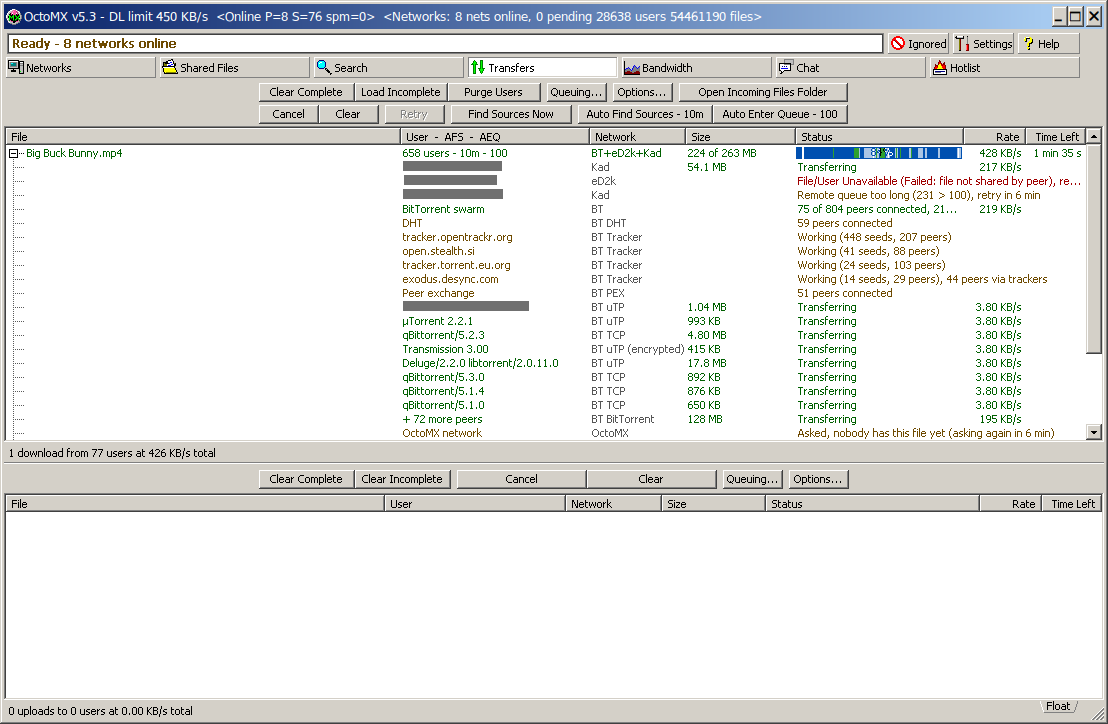 OctoMX v5.3 - DL limit 450 KB/s <Online P=8 S=76 spm=0> <Networks: 8 nets online, 0 pending 28638 users 54461190 files>
Ready - 8 networks online Ignored Settings Help
Networks Shared Files Search Transfers Bandwidth Chat Hotlist
Clear Complete Load Incomplete Purge Users Queuing... Options... Open Incoming Files Folder
Cancel Clear Retry Find Sources Now Auto Find Sources - 10m Auto Enter Queue - 100
File User - AFS - AEQ Network Size Status Rate Time Left
Big Buck Bunny.mp4 658 users - 10m - 100 BT+eD2k+Kad 224 of 263 MB 428 KB/s 1 min 35 s
Kad 54.1 MB Transferring 217 KB/s
eD2k File/User Unavailable (Failed: file not shared by peer), re...
Kad Remote queue too long (231 > 100), retry in 6 min
BitTorrent swarm BT 75 of 804 peers connected, 21... 219 KB/s
DHT BT DHT 59 peers connected
tracker.opentrackr.org BT Tracker Working (448 seeds, 207 peers)
open.stealth.si BT Tracker Working (41 seeds, 88 peers)
tracker.torrent.eu.org BT Tracker Working (24 seeds, 103 peers)
exodus.desync.com BT Tracker Working (14 seeds, 29 peers), 44 peers via trackers
Peer exchange BT PEX 51 peers connected
BT uTP 1.04 MB Transferring 3.80 KB/s
µTorrent 2.2.1 BT uTP 993 KB Transferring 3.80 KB/s
qBittorrent/5.2.3 BT TCP 4.80 MB Transferring 3.80 KB/s
Transmission 3.00 BT uTP (encrypted) 415 KB Transferring 3.80 KB/s
Deluge/2.2.0 libtorrent/2.0.11.0 BT uTP 17.8 MB Transferring 3.80 KB/s
qBittorrent/5.3.0 BT TCP 892 KB Transferring 3.80 KB/s
qBittorrent/5.1.4 BT TCP 876 KB Transferring 3.80 KB/s
qBittorrent/5.1.0 BT TCP 650 KB Transferring 3.80 KB/s
+ 72 more peers BT BitTorrent 128 MB Transferring 195 KB/s
OctoMX network OctoMX Asked, nobody has this file yet (asking again in 6 min)
1 download from 77 users at 426 KB/s total
Clear Complete Clear Incomplete Cancel Clear Queuing... Options...
File User Network Size Status Rate Time Left
0 uploads to 0 users at 0.00 KB/s total Float